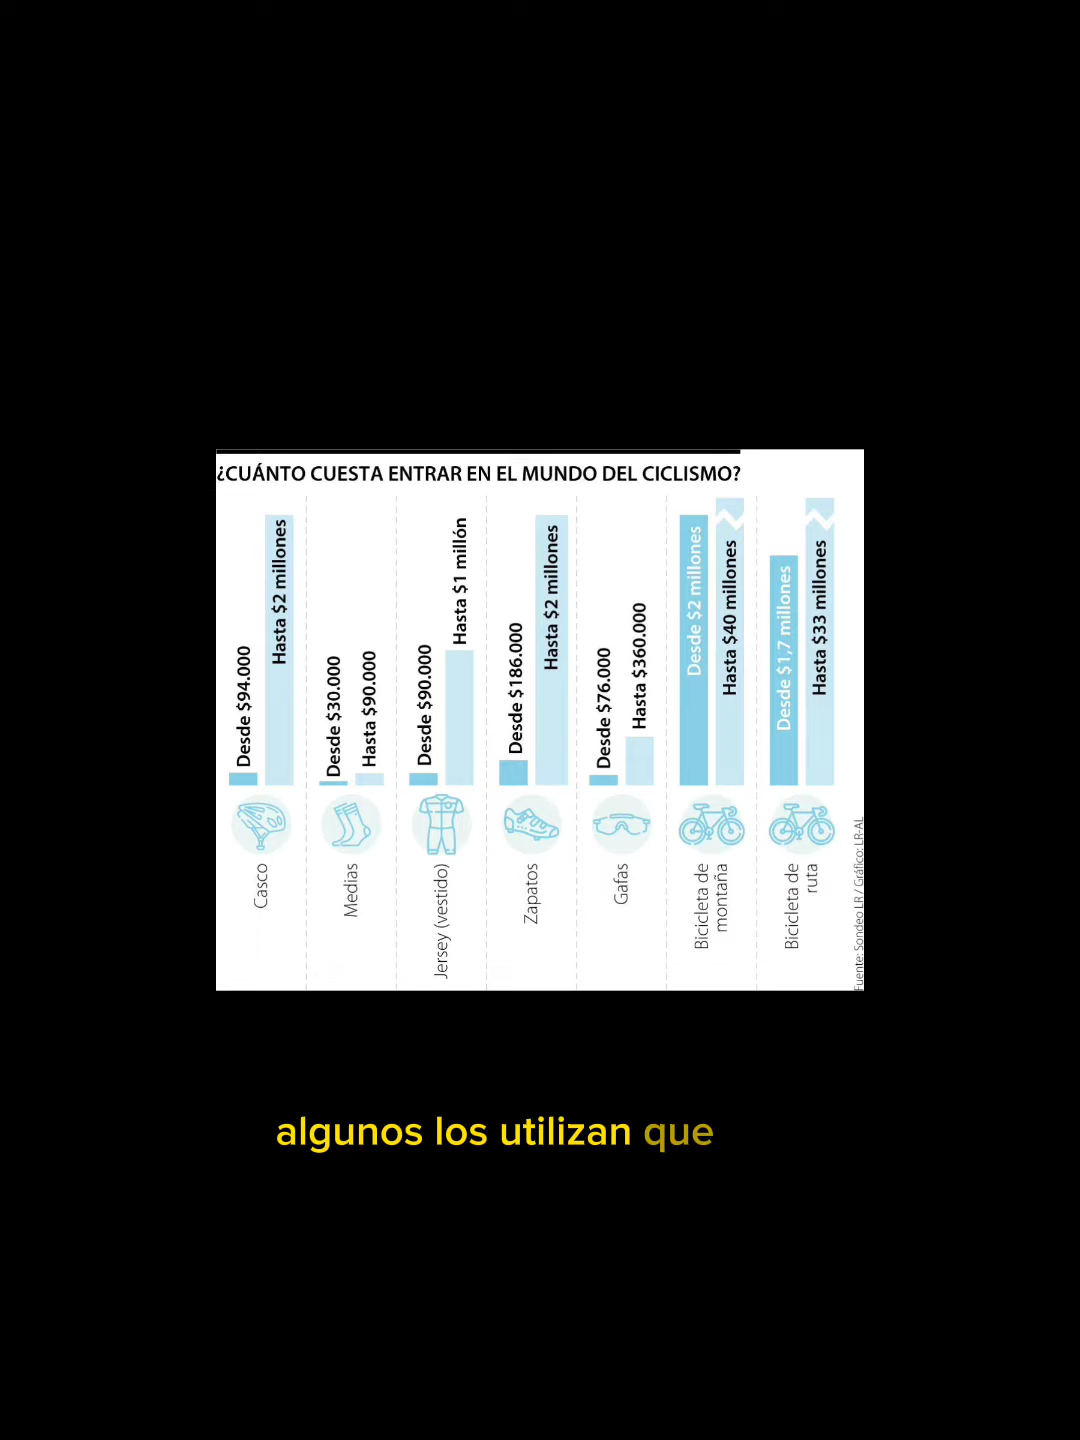 ¿CUÁNTO CUESTA ENTRAR EN EL MUNDO DEL CICLISMO?
Casco
Desde $94.000
Hasta $2 millones
Medias
Desde $30.000
Hasta $90.000
Jersey (vestido)
Desde $90.000
Hasta $1 millón
Zapatos
Desde $186.000
Hasta $2 millones
Gafas
Desde $76.000
Hasta $360.000
Bicicleta de
montaña
Desde $2 millones
Hasta $40 millones
Bicicleta de
ruta
Desde $1,7 millones
Hasta $33 millones
Fuente: Sondeo LR / Gráfico: LR-AL
algunos los utilizan que